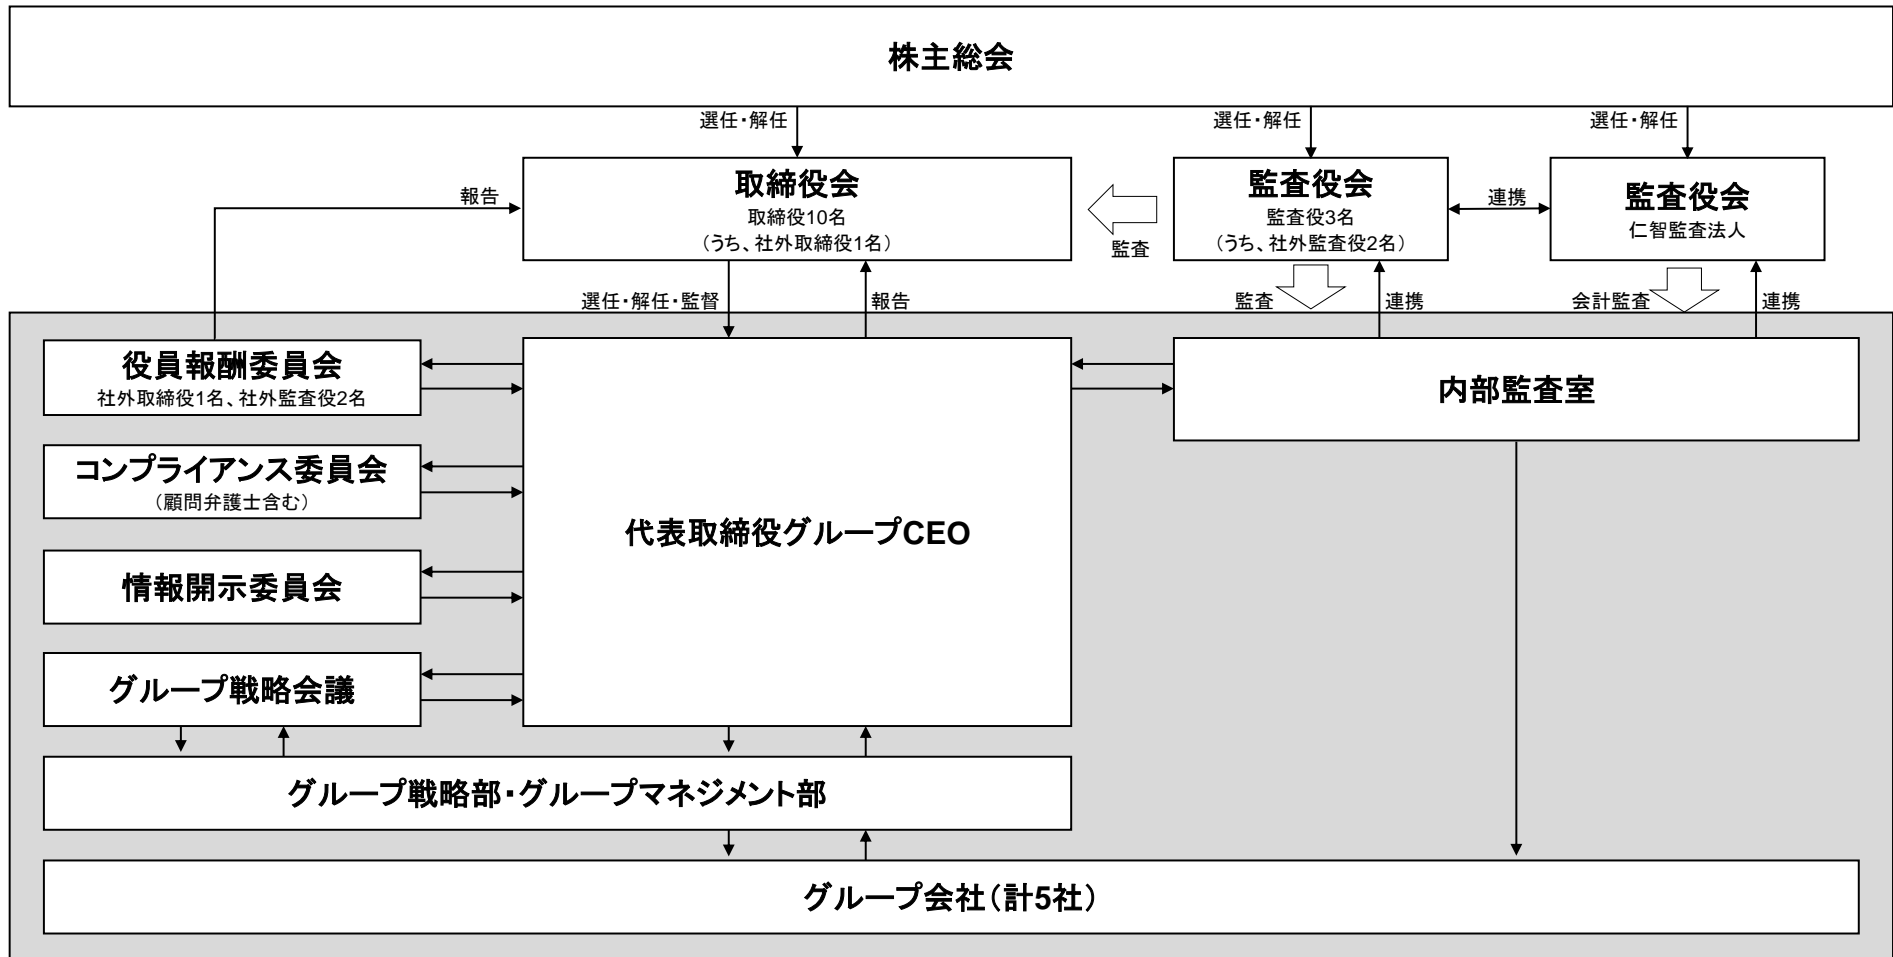 株主総会
選任・解任
選任・解任
選任・解任
取締役会
取締役10名
（うち、社外取締役1名）
監査役会
監査役3名
（うち、社外監査役2名）
監査役会
仁智監査法人
報告
監査
連携
選任・解任・監督
報告
監査
連携
会計監査
連携
役員報酬委員会
社外取締役1名、社外監査役2名
コンプライアンス委員会
（顧問弁護士含む）
情報開示委員会
グループ戦略会議
代表取締役グループCEO
内部監査室
グループ戦略部・グループマネジメント部
グループ会社（計5社）